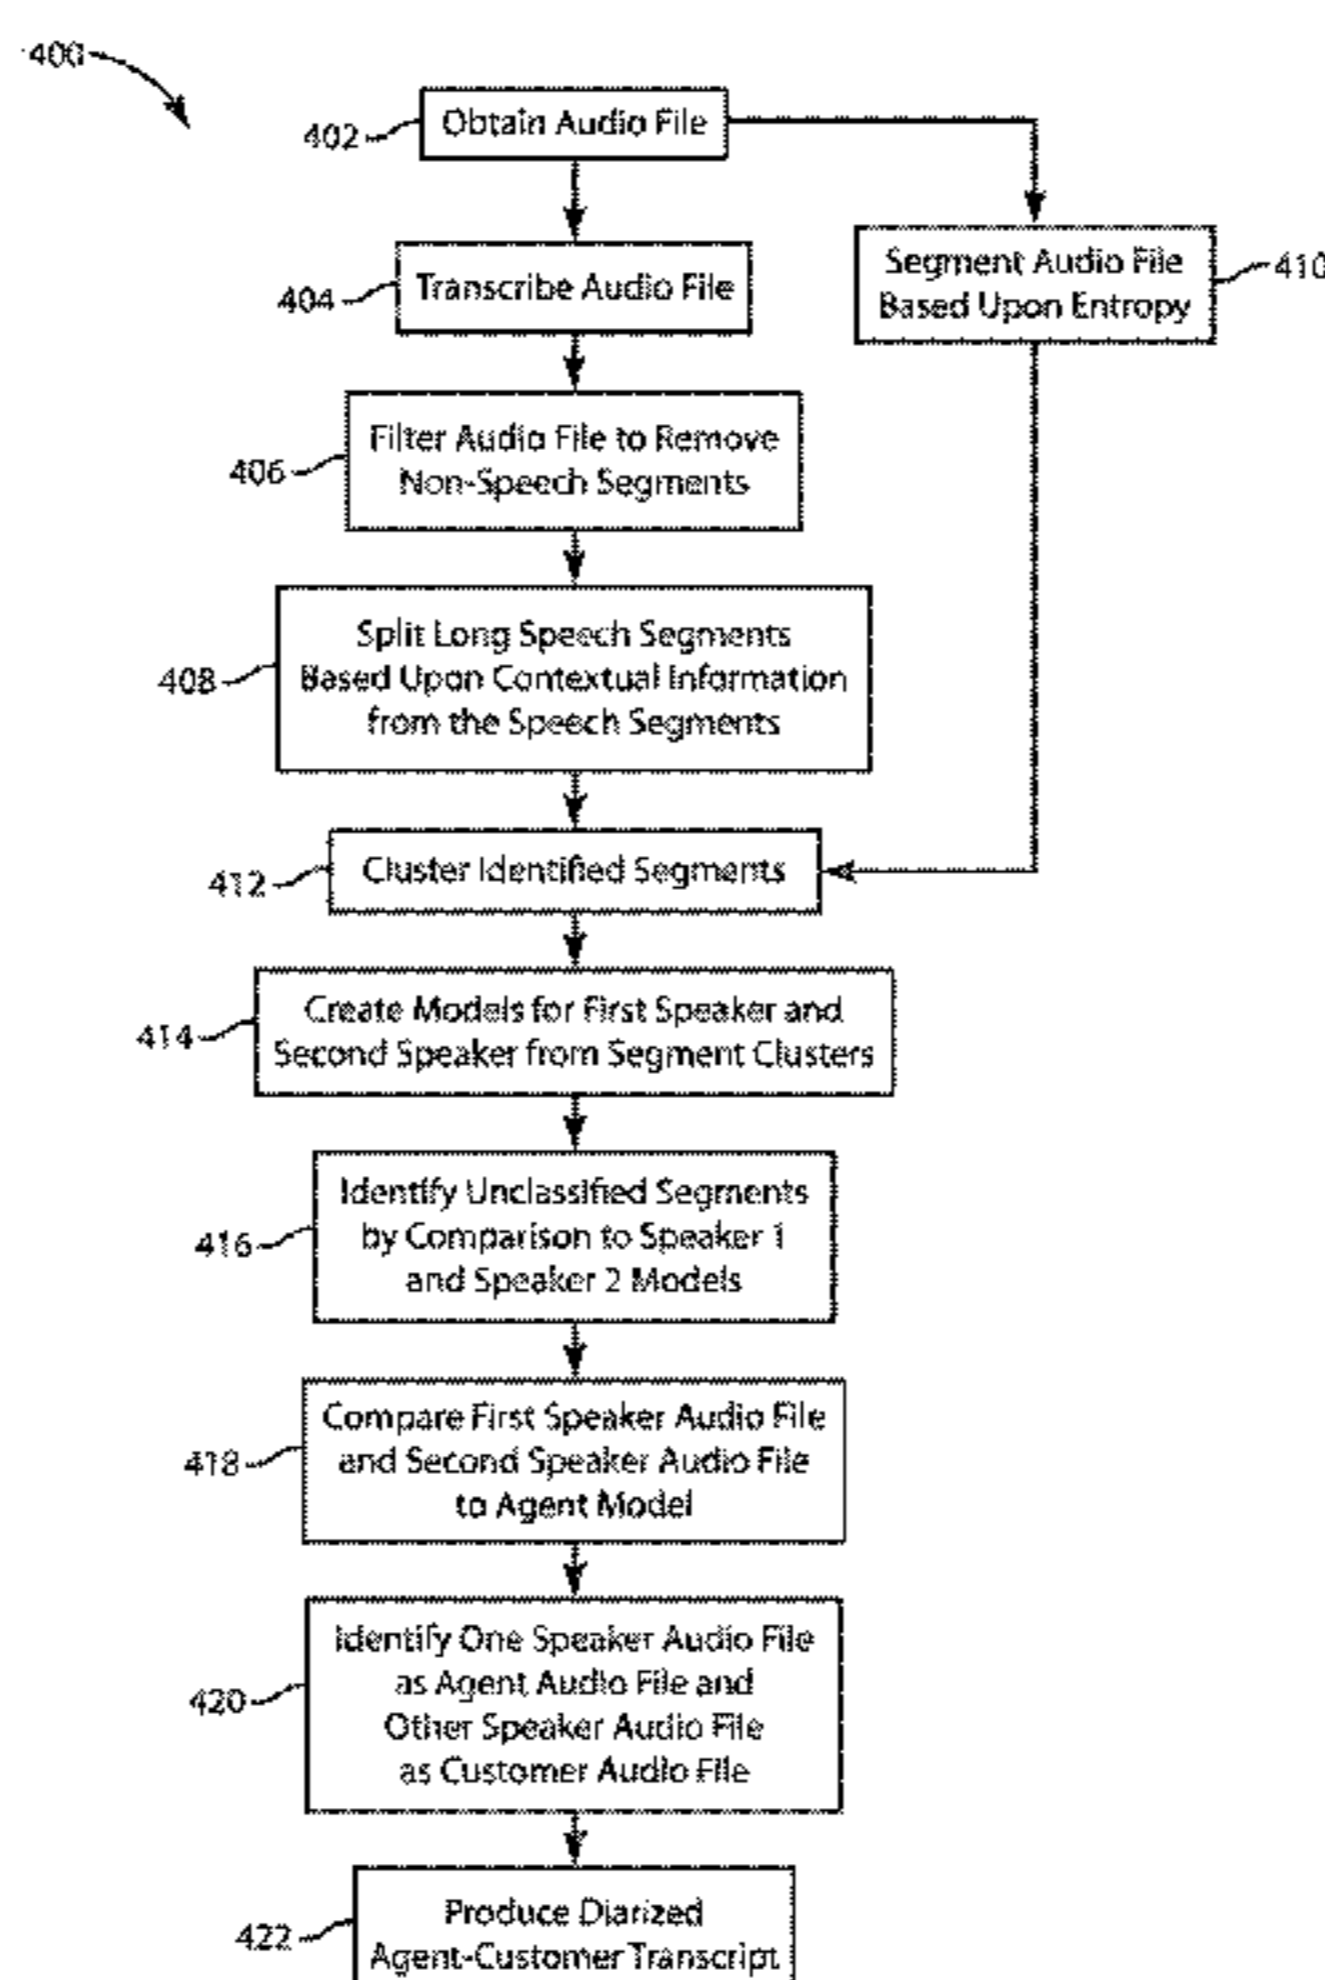 400
402
Obtain Audio File
404
Transcribe Audio File
Segment Audio File
Based Upon Entropy
410
406
Filter Audio File to Remove
Non-Speech Segments
408
Split Long Speech Segments
Based Upon Contextual Information
from the Speech Segments
412
Cluster Identified Segments
414
Create Models for First Speaker and
Second Speaker from Segment Clusters
416
Identify Unclassified Segments
by Comparison to Speaker 1
and Speaker 2 Models
418
Compare First Speaker Audio File
and Second Speaker Audio File
to Agent Model
420
Identify One Speaker Audio File
as Agent Audio File and
Other Speaker Audio File
as Customer Audio File
422
Produce Diarized
Agent-Customer Transcript